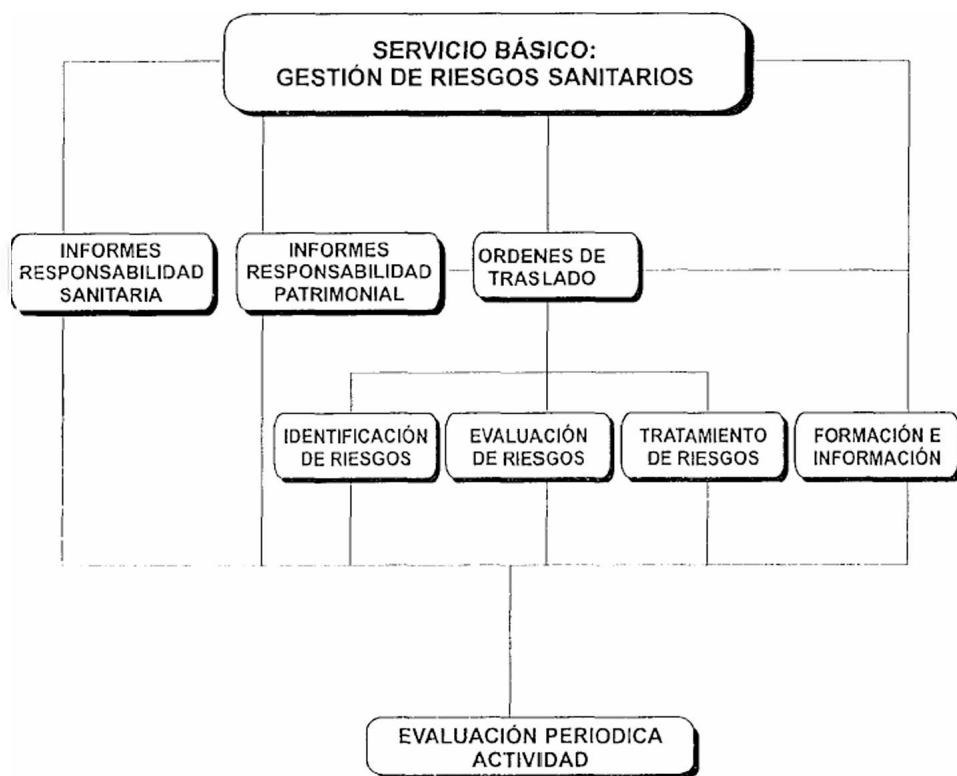 SERVICIO BÁSICO:
GESTIÓN DE RIESGOS SANITARIOS
INFORMES
RESPONSABILIDAD
SANITARIA
INFORMES
RESPONSABILIDAD
PATRIMONIAL
ORDENES DE
TRASLADO
IDENTIFICACIÓN
DE RIESGOS
EVALUACIÓN
DE RIESGOS
TRATAMIENTO
DE RIESGOS
FORMACIÓN E
INFORMACIÓN
EVALUACIÓN PERIODICA
ACTIVIDAD